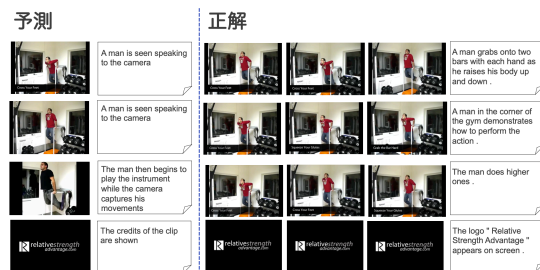 予測
正解
A man is seen speaking
to the camera
A man grabs onto two
bars with each hand as
he raises his body up
and down .
A man is seen speaking
to the camera
A man in the corner of
the gym demonstrates
how to perform the
action .
The man then begins to
play the instrument
while the camera
captures his
movements
The man does higher
ones .
The credits of the clip
are shown
The logo " Relative
Strength Advantage "
appears on screen .
Cross Your Feet
relativestrength
advantage.com
relativestrength
advantage.com
relativestrength
advantage.com
relativestrength
advantage.com